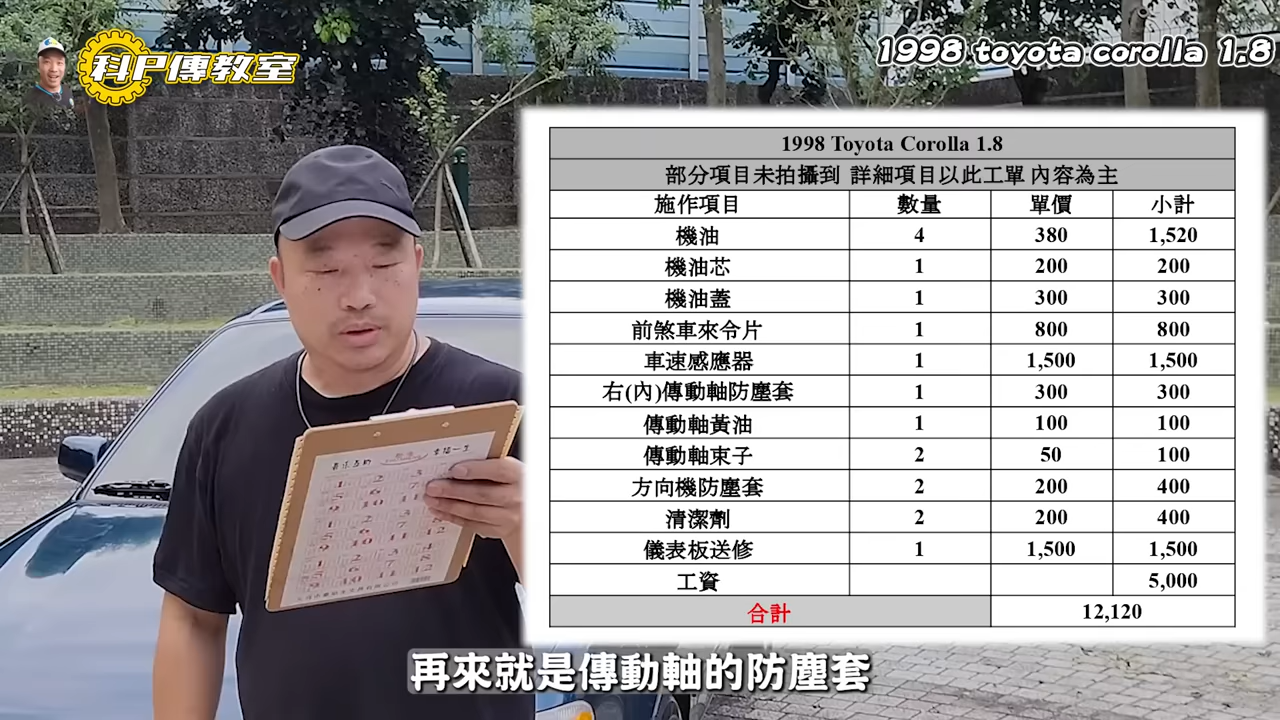 科P傳教室
1998 toyota corolla 1.8
1998 Toyota Corolla 1.8
部分項目未拍攝到 詳細項目以此工單內容為主
施作項目 數量 單價 小計
機油 4 380 1,520
機油芯 1 200 200
機油蓋 1 300 300
前煞車來令片 1 800 800
車速感應器 1 1,500 1,500
右(內)傳動軸防塵套 1 300 300
傳動軸黃油 1 100 100
傳動軸束子 2 50 100
方向機防塵套 2 200 400
清潔劑 2 200 400
儀表板送修 1 1,500 1,500
工資 5,000
合計 12,120
再來就是傳動軸的防塵套